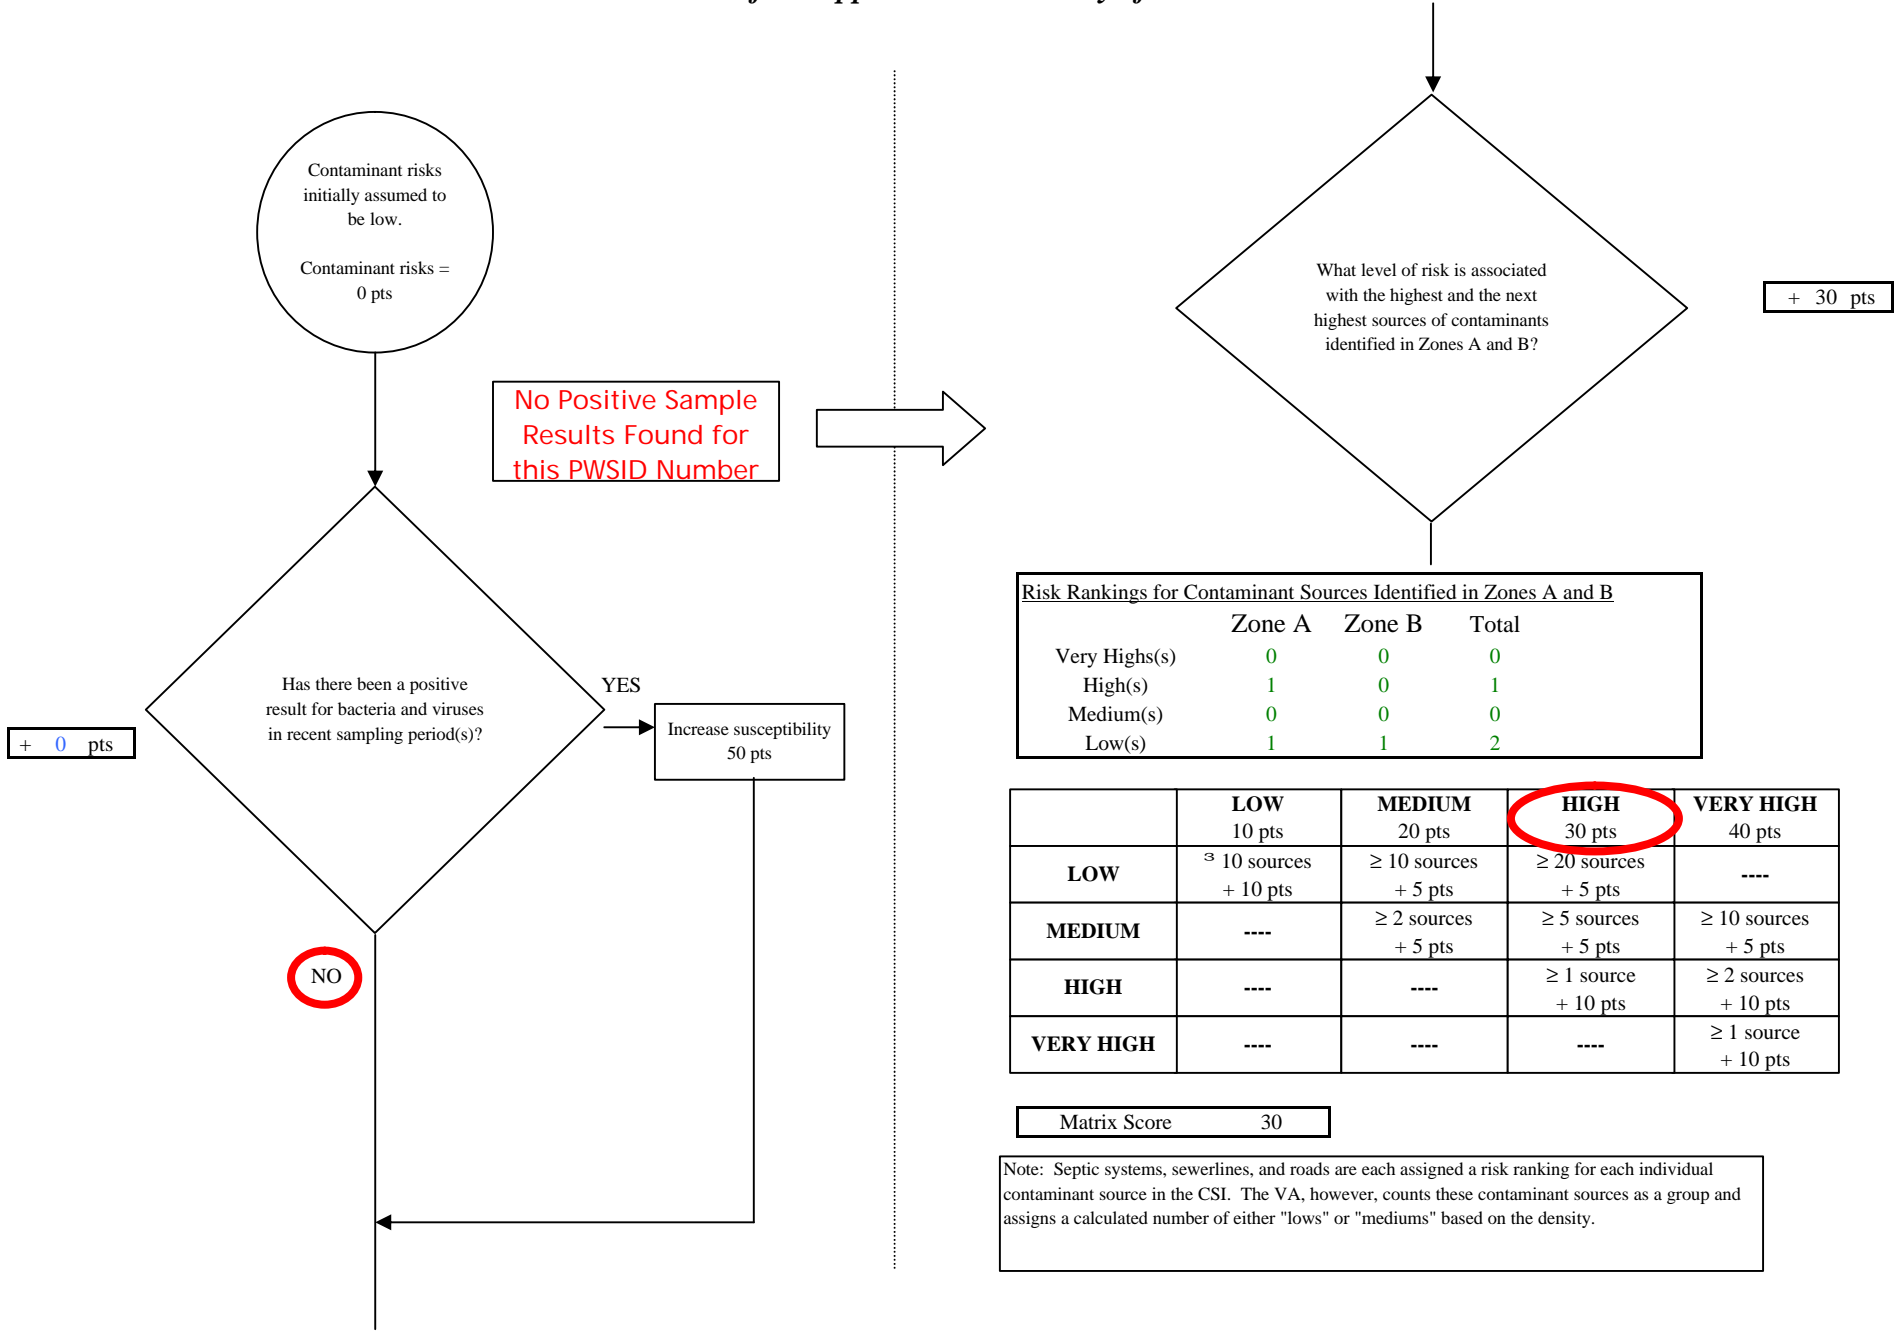 Contaminant risks
initially assumed to
be low.
Contaminant risks =
0 pts
No Positive Sample
Results Found for
this PWSID Number
Has there been a positive
result for bacteria and viruses
in recent sampling period(s)?
YES
Increase susceptibility
50 pts
+ 0 pts
NO
What level of risk is associated
with the highest and the next
highest sources of contaminants
identified in Zones A and B?
+ 30 pts
Risk Rankings for Contaminant Sources Identified in Zones A and B
Zone A Zone B Total
Very Highs(s) 0 0 0
High(s) 1 0 1
Medium(s) 0 0 0
Low(s) 1 1 2
LOW MEDIUM HIGH VERY HIGH
10 pts 20 pts 30 pts 40 pts
LOW ³ 10 sources ≥ 10 sources ≥ 20 sources ----
+ 10 pts + 5 pts + 5 pts
MEDIUM ---- ≥ 2 sources ≥ 5 sources ≥ 10 sources
+ 5 pts + 5 pts + 5 pts
HIGH ---- ---- ≥ 1 source ≥ 2 sources
+ 10 pts + 10 pts
VERY HIGH ---- ---- ---- ≥ 1 source
+ 10 pts
Matrix Score 30
Note: Septic systems, sewerlines, and roads are each assigned a risk ranking for each individual
contaminant source in the CSI. The VA, however, counts these contaminant sources as a group and
assigns a calculated number of either "lows" or "mediums" based on the density.